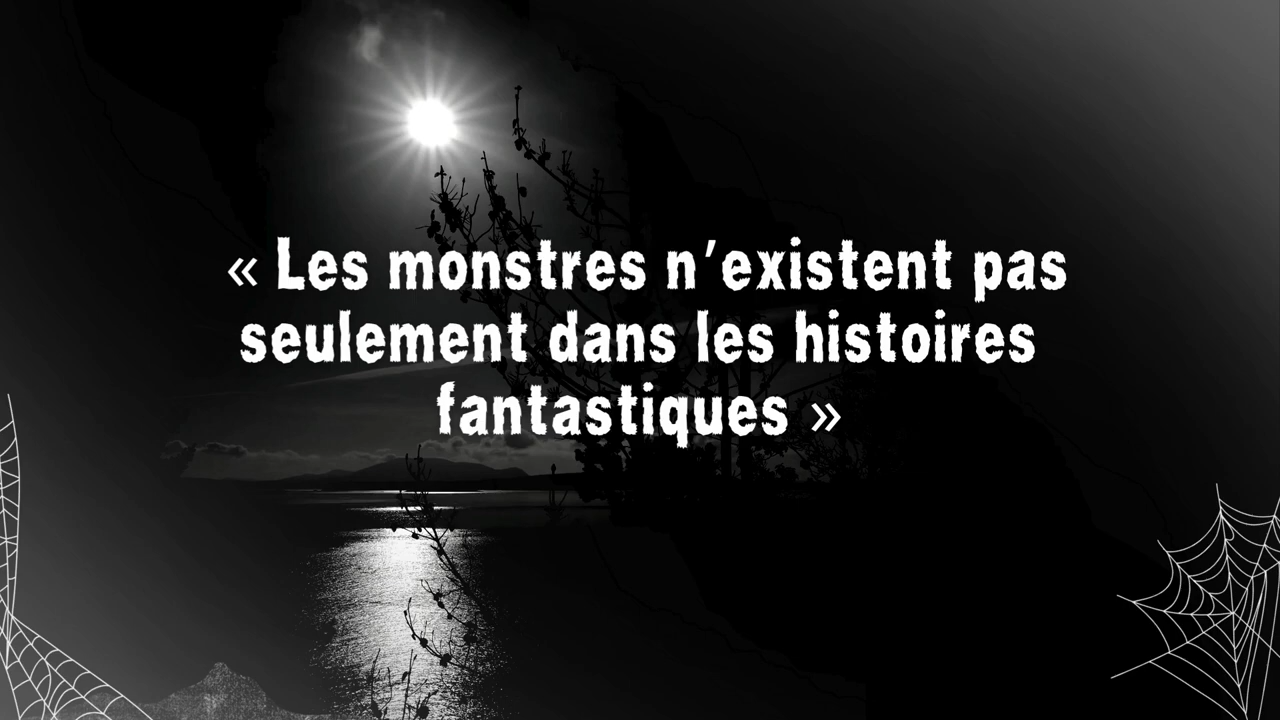 « Les monstres n’existent pas
seulement dans les histoires
fantastiques »